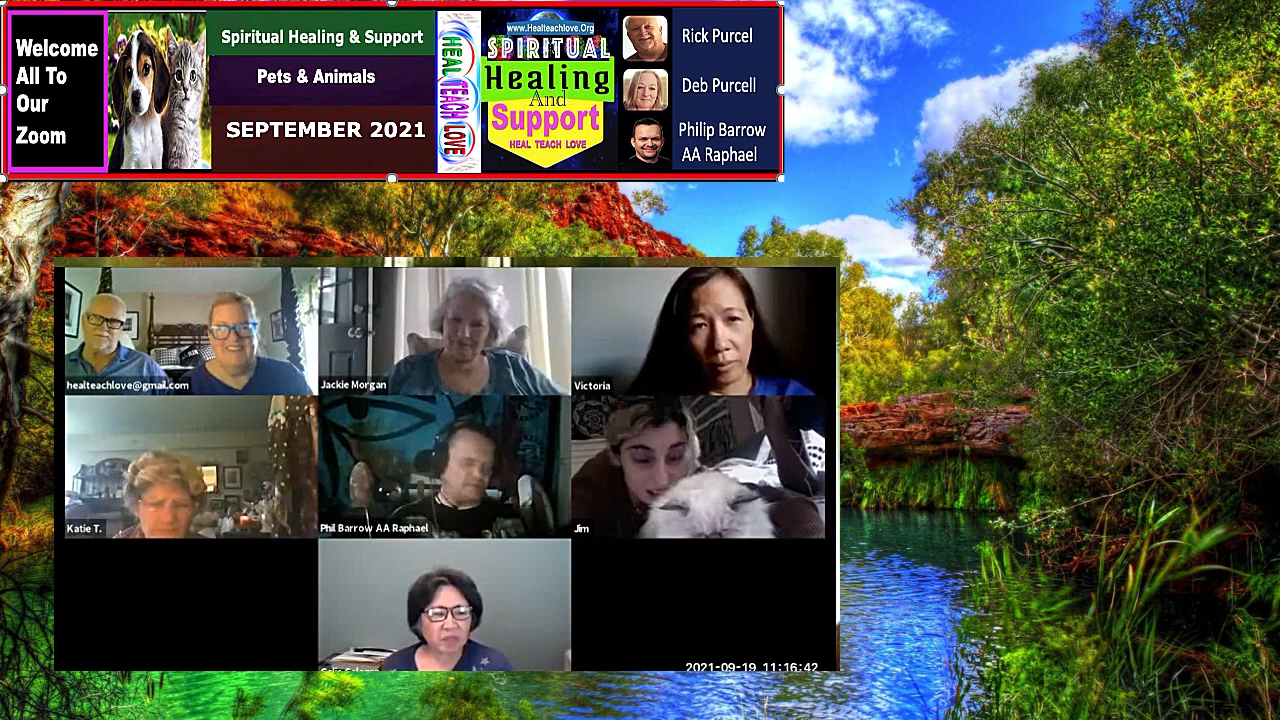 Welcome
All To
Our
Zoom
Spiritual Healing & Support
Pets & Animals
SEPTEMBER 2021
HEAL TEACH LOVE
www.Healteachlove.Org
SPIRITUAL
Healing
And
Support
HEAL TEACH LOVE
Rick Purcel
Deb Purcell
Philip Barrow
AA Raphael
healteachlove@gmail.com
Jackie Morgan
Victoria
Katie T.
Phil Barrow AA Raphael
Jim
2021-09-19 11:16:42